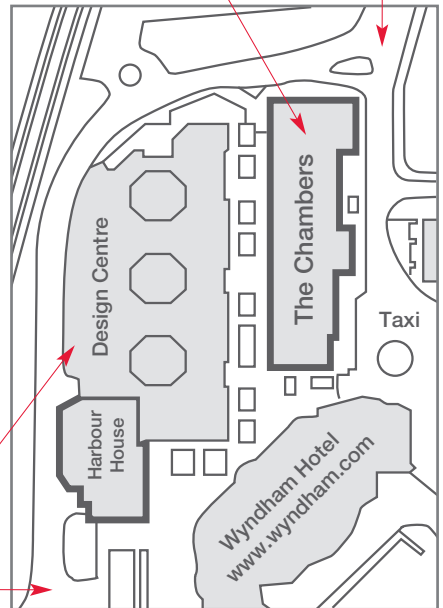 The Chambers
Design Centre
Taxi
Harbour
House
Wyndham Hotel
www.wyndham.com